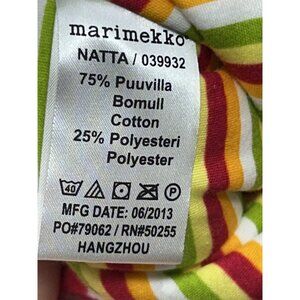 marimekko®
NATTA / 039932
75% Puuvilla
Bomull
Cotton
25% Polyesteri
Polyester
40 P
MFG DATE: 06/2013
PO#79062 / RN#50255
HANGZHOU